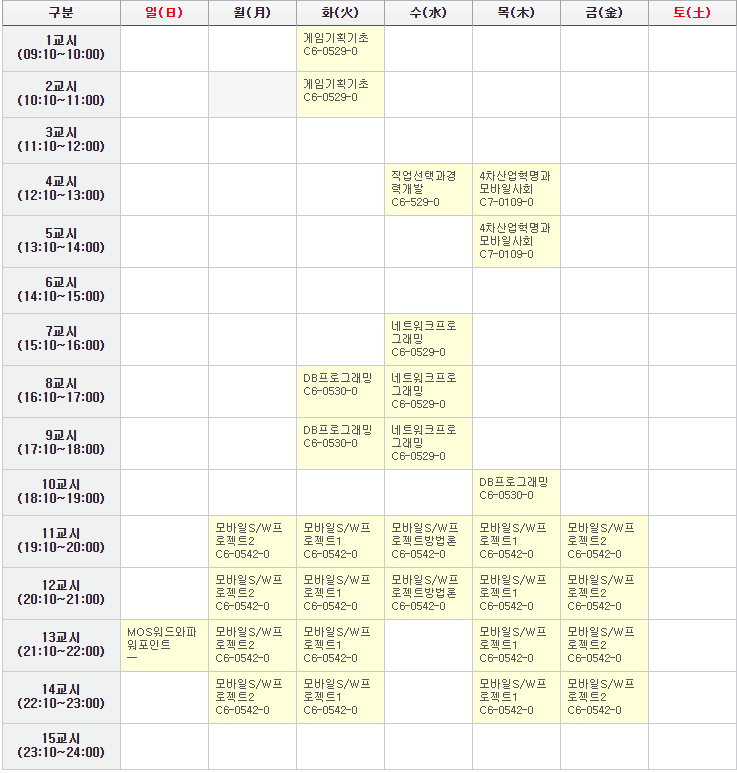 구분 일(日) 월(月) 화(火) 수(水) 목(木) 금(金) 토(土)
1교시
(09:10~10:00)
게임기획기초
C6-0529-0
2교시
(10:10~11:00)
게임기획기초
C6-0529-0
3교시
(11:10~12:00)
4교시
(12:10~13:00)
직업선택과경
력개발
C6-529-0
4차산업혁명과
모바일사회
C7-0109-0
5교시
(13:10~14:00)
4차산업혁명과
모바일사회
C7-0109-0
6교시
(14:10~15:00)
7교시
(15:10~16:00)
네트워크프로
그래밍
C6-0529-0
8교시
(16:10~17:00)
DB프로그래밍
C6-0530-0
네트워크프로
그래밍
C6-0529-0
9교시
(17:10~18:00)
DB프로그래밍
C6-0530-0
네트워크프로
그래밍
C6-0529-0
10교시
(18:10~19:00)
DB프로그래밍
C6-0530-0
11교시
(19:10~20:00)
모바일S/W프
로젝트2
C6-0542-0
모바일S/W프
로젝트1
C6-0542-0
모바일S/W프
로젝트방법론
C6-0542-0
모바일S/W프
로젝트1
C6-0542-0
모바일S/W프
로젝트2
C6-0542-0
12교시
(20:10~21:00)
모바일S/W프
로젝트2
C6-0542-0
모바일S/W프
로젝트1
C6-0542-0
모바일S/W프
로젝트방법론
C6-0542-0
모바일S/W프
로젝트1
C6-0542-0
모바일S/W프
로젝트2
C6-0542-0
13교시
(21:10~22:00)
MOS워드와파
워포인트
—
모바일S/W프
로젝트2
C6-0542-0
모바일S/W프
로젝트1
C6-0542-0
모바일S/W프
로젝트1
C6-0542-0
모바일S/W프
로젝트2
C6-0542-0
14교시
(22:10~23:00)
모바일S/W프
로젝트2
C6-0542-0
모바일S/W프
로젝트1
C6-0542-0
모바일S/W프
로젝트1
C6-0542-0
모바일S/W프
로젝트2
C6-0542-0
15교시
(23:10~24:00)